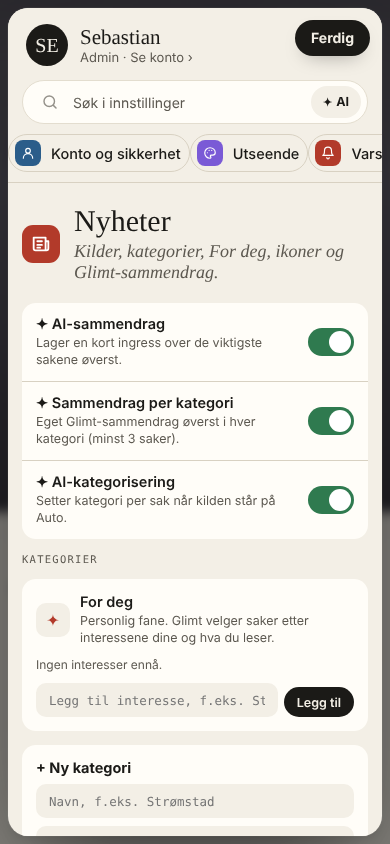 SE
Sebastian
Admin · Se konto ›
Ferdig
Søk i innstillinger
✦ AI
Konto og sikkerhet
Utseende
Vars
Nyheter
Kilder, kategorier, For deg, ikoner og
Glimt-sammendrag.
✦ AI-sammendrag
Lager en kort ingress over de viktigste
sakene øverst.
✦ Sammendrag per kategori
Eget Glimt-sammendrag øverst i hver
kategori (minst 3 saker).
✦ AI-kategorisering
Setter kategori per sak når kilden står på
Auto.
KATEGORIER
✦
For deg
Personlig fane. Glimt velger saker etter
interessene dine og hva du leser.
Ingen interesser ennå.
Legg til interesse, f.eks. St
Legg til
+ Ny kategori
Navn, f.eks. Strømstad